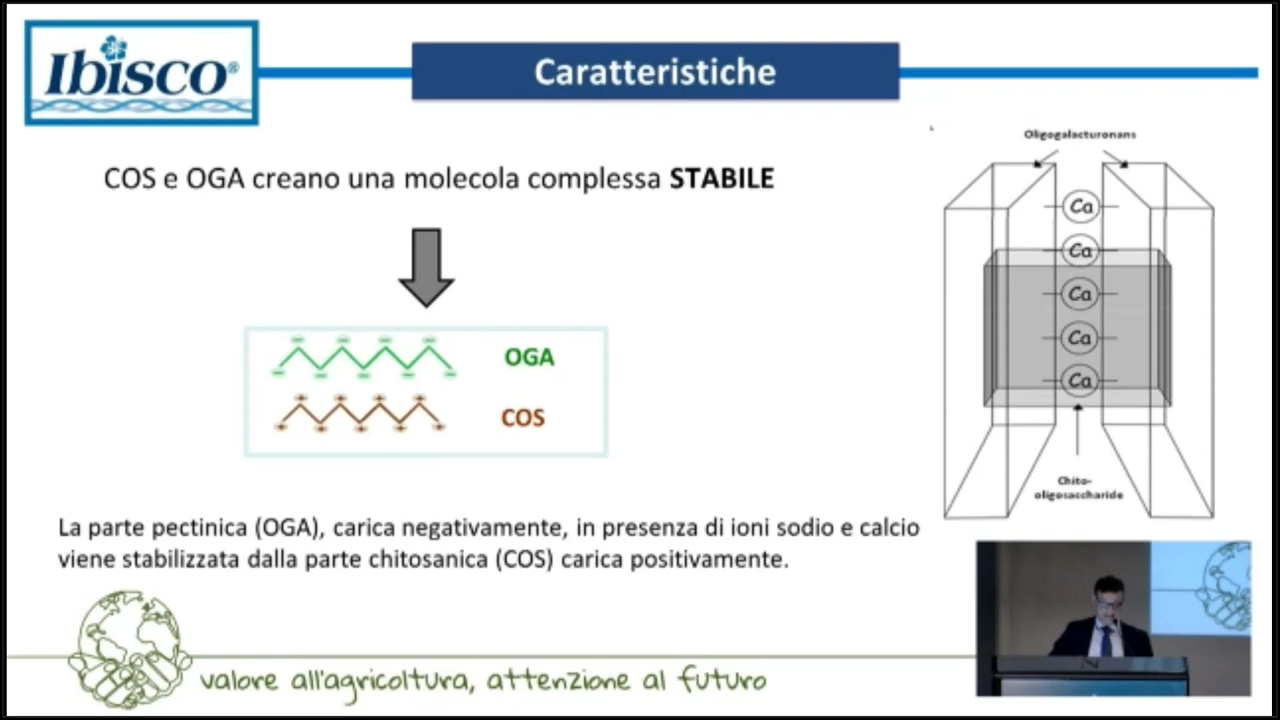 Ibisco®
Caratteristiche
COS e OGA creano una molecola complessa STABILE
OGA
COS
La parte pectinica (OGA), carica negativamente, in presenza di ioni sodio e calcio
viene stabilizzata dalla parte chitosanica (COS) carica positivamente.
Oligogalacturonans
Ca
Ca
Ca
Ca
Ca
Chito-
oligosaccharide
valore all'agricoltura, attenzione al futuro